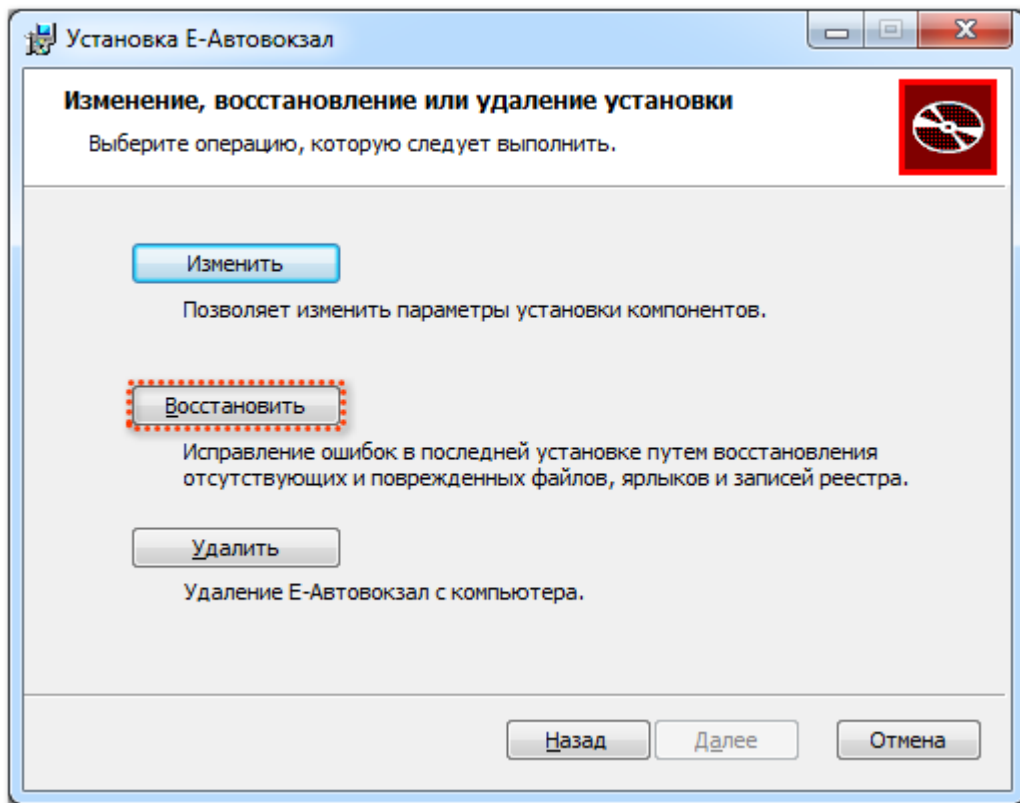 Установка Е-Автовокзал
Изменение, восстановление или удаление установки
Выберите операцию, которую следует выполнить.
Изменить
Позволяет изменить параметры установки компонентов.
Восстановить
Исправление ошибок в последней установке путем восстановления
отсутствующих и поврежденных файлов, ярлыков и записей реестра.
Удалить
Удаление Е-Автовокзал с компьютера.
Назад Далее Отмена